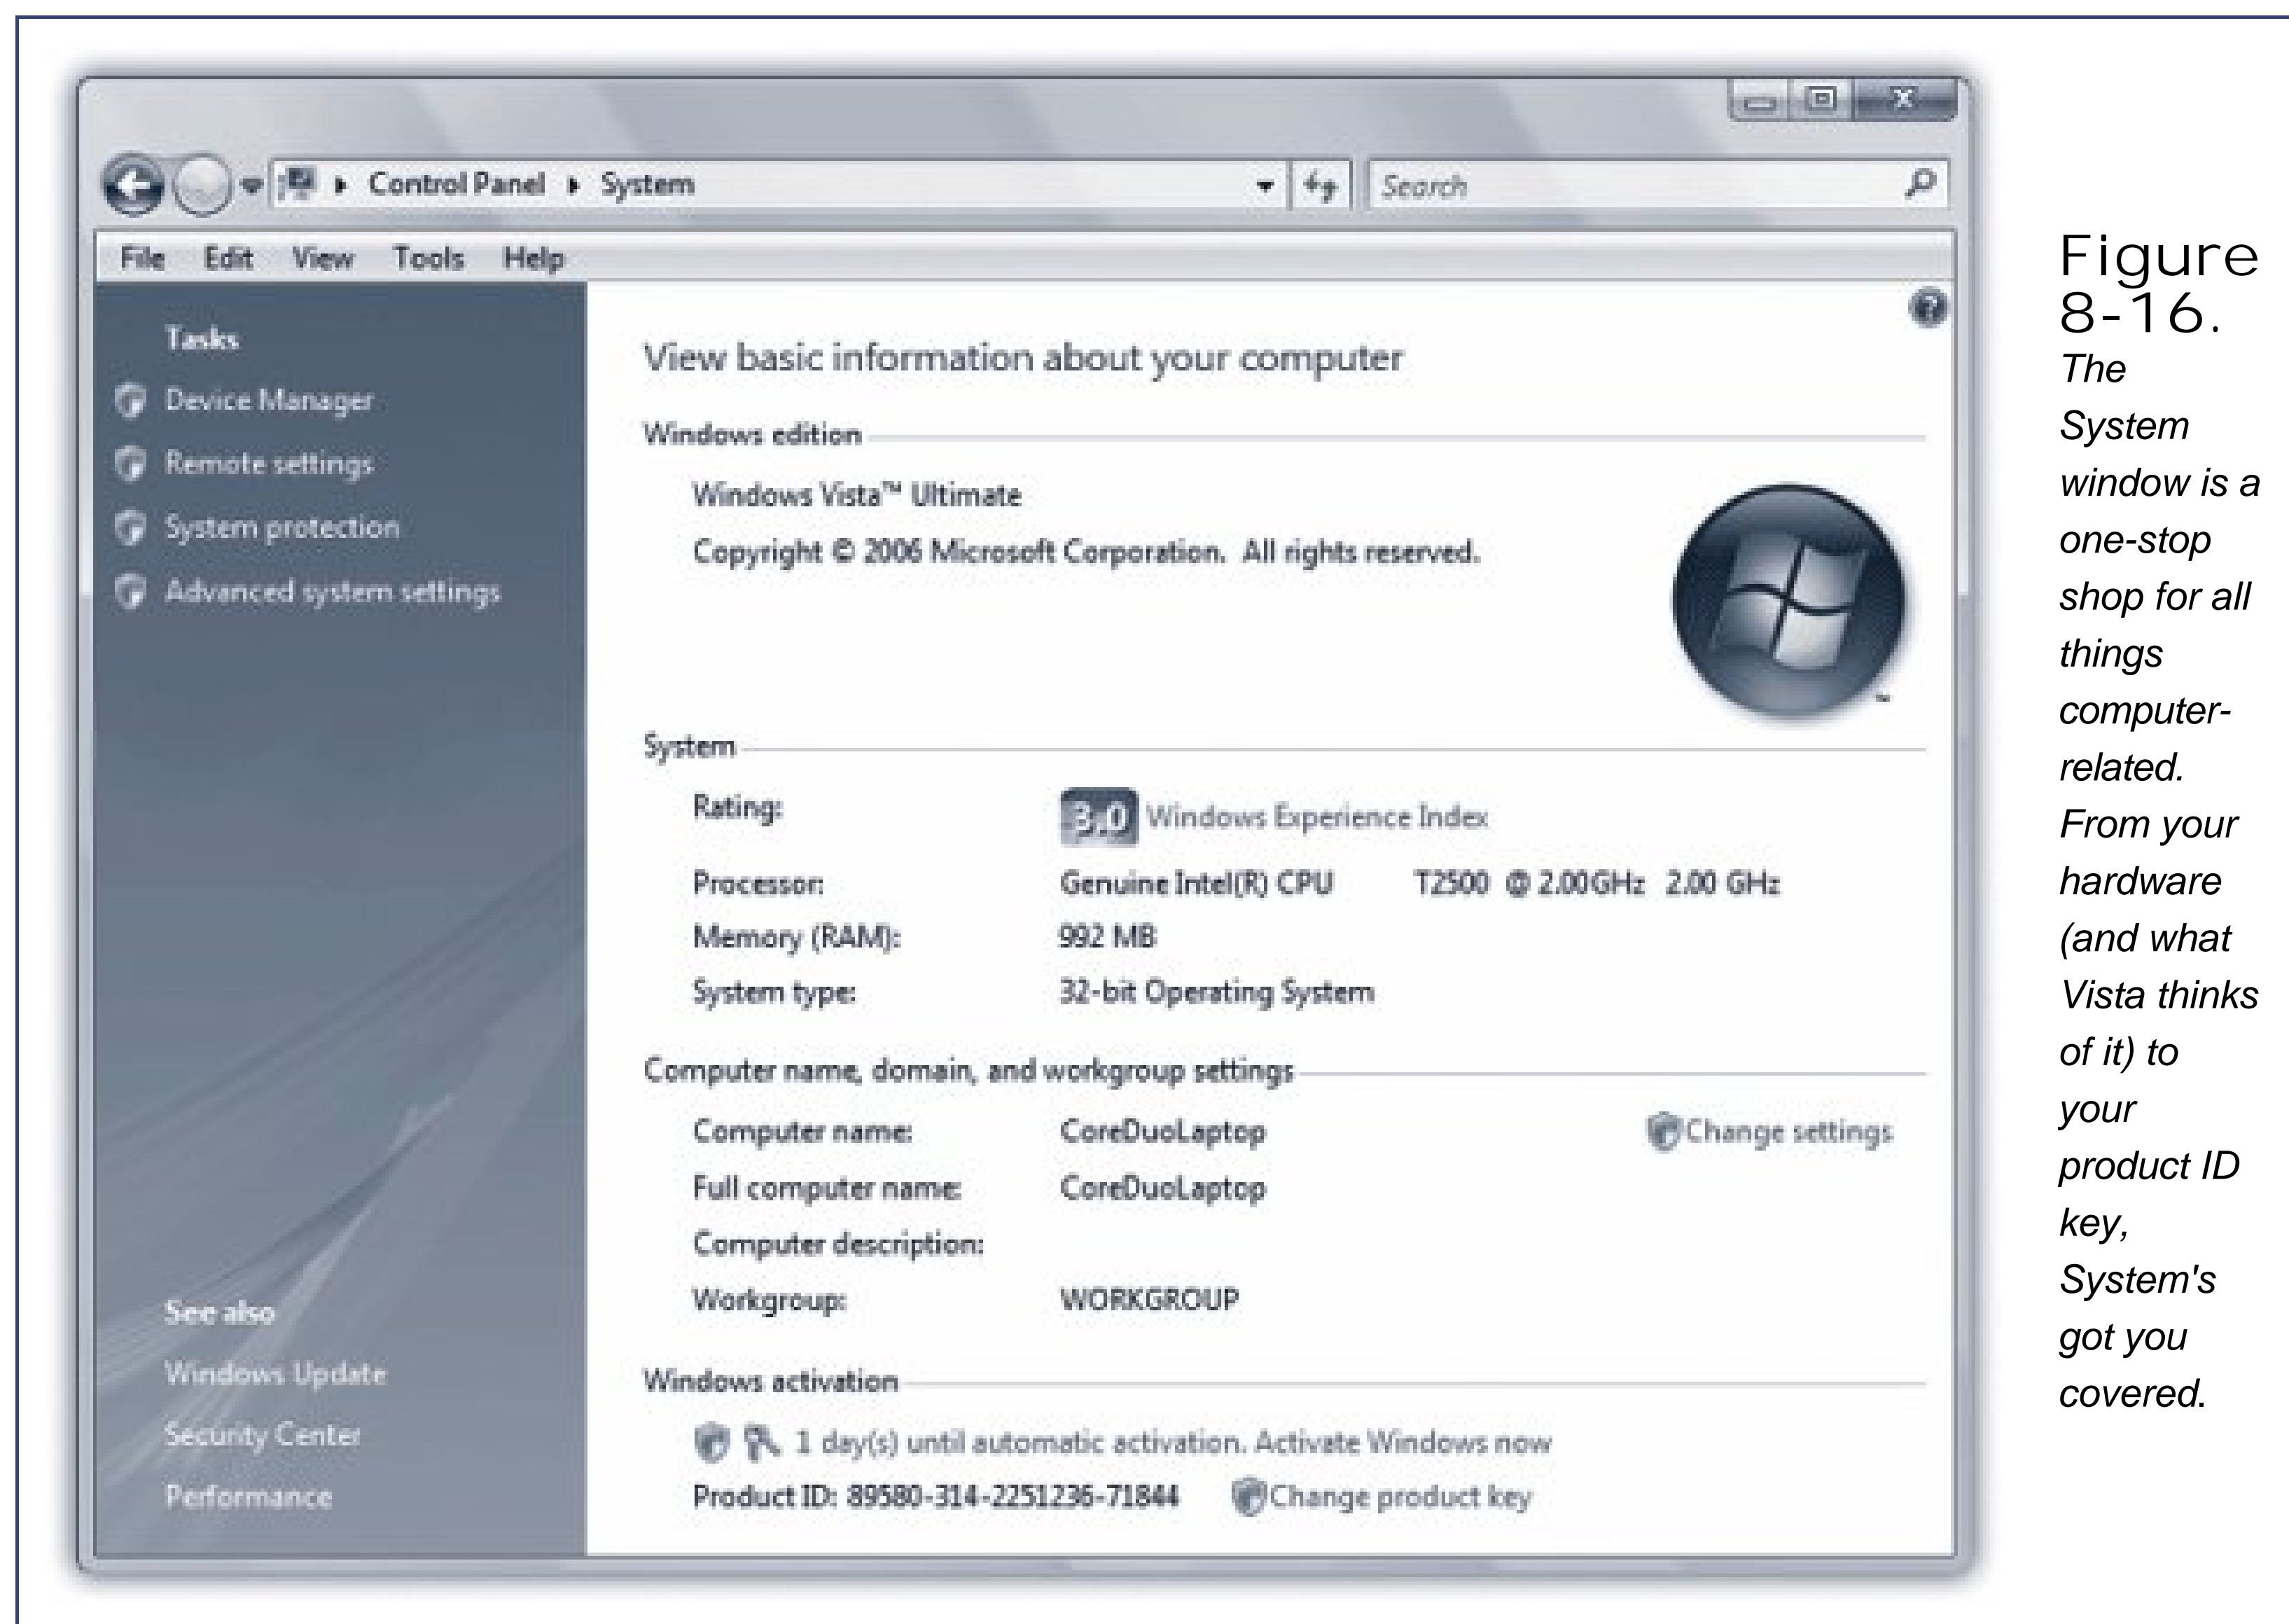 Control Panel System
Search
File Edit View Tools Help
Tasks
Device Manager
Remote settings
System protection
Advanced system settings
See also
Windows Update
Security Center
Performance
View basic information about your computer
Windows edition
Windows Vista™ Ultimate
Copyright © 2006 Microsoft Corporation. All rights reserved.
System
Rating: 3.0 Windows Experience Index
Processor: Genuine Intel(R) CPU T2500 @ 2.00GHz 2.00 GHz
Memory (RAM): 992 MB
System type: 32-bit Operating System
Computer name, domain, and workgroup settings
Computer name: CoreDuoLaptop Change settings
Full computer name: CoreDuoLaptop
Computer description:
Workgroup: WORKGROUP
Windows activation
1 day(s) until automatic activation. Activate Windows now
Product ID: 89580-314-2251236-71844 Change product key
Figure
8-16.
The
System
window is a
one-stop
shop for all
things
computer-
related.
From your
hardware
(and what
Vista thinks
of it) to
your
product ID
key,
System's
got you
covered.